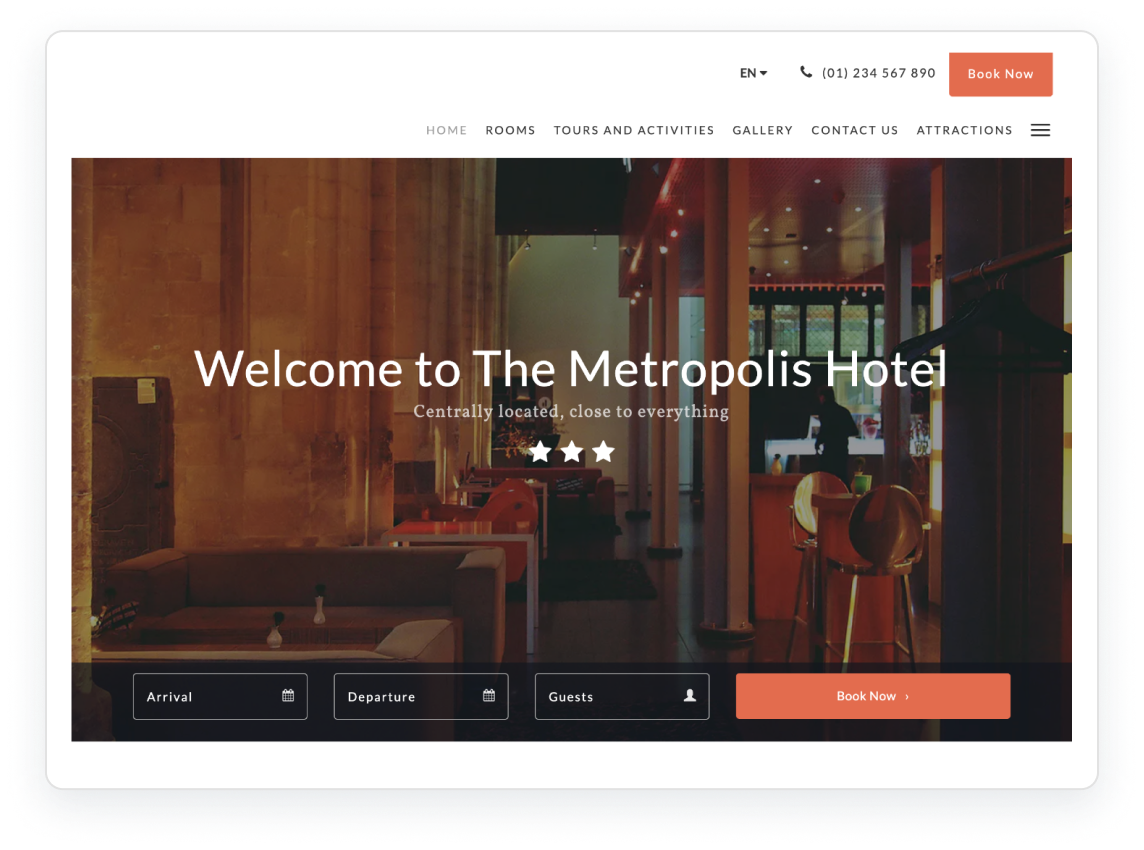 EN (01) 234 567 890 Book Now
HOME ROOMS TOURS AND ACTIVITIES GALLERY CONTACT US ATTRACTIONS
Welcome to The Metropolis Hotel
Centrally located, close to everything
Arrival Departure Guests Book Now ›